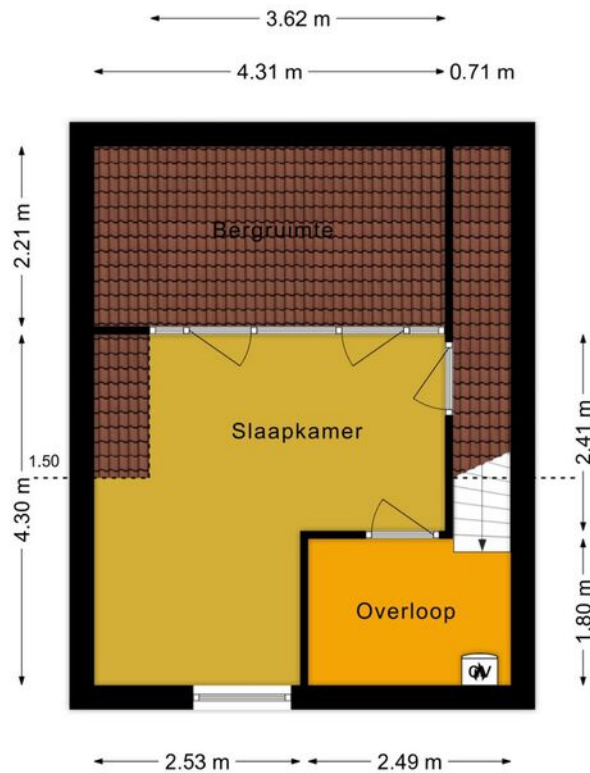 3.62 m
4.31 m
0.71 m
2.21 m
Bergruimte
Slaapkamer
2.41 m
1.50
4.30 m
Overloop
1.80 m
CV
2.53 m
2.49 m